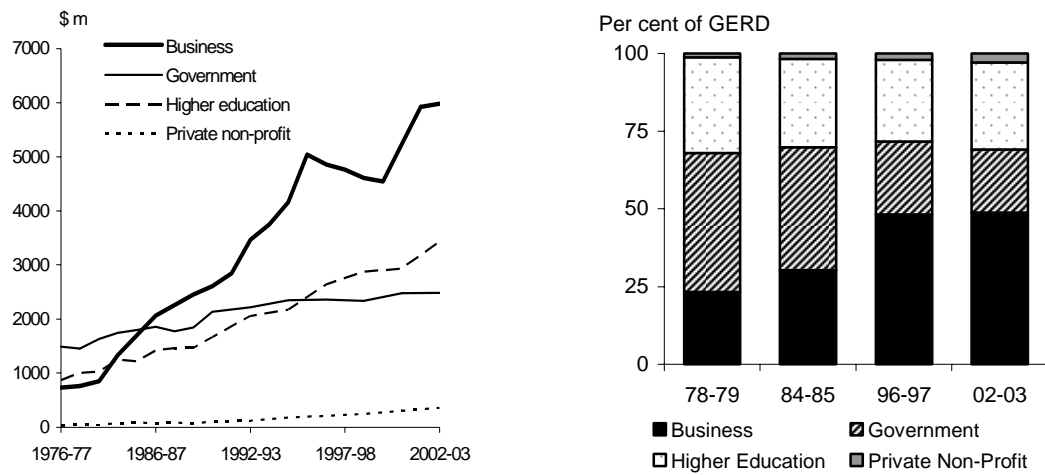 $ m
7000
6000
5000
4000
3000
2000
1000
0
Business
Government
Higher education
Private non-profit
1976-77 1986-87 1992-93 1997-98 2002-03
Per cent of GERD
100
75
50
25
0
78-79 84-85 96-97 02-03
Business Government
Higher Education Private Non-Profit